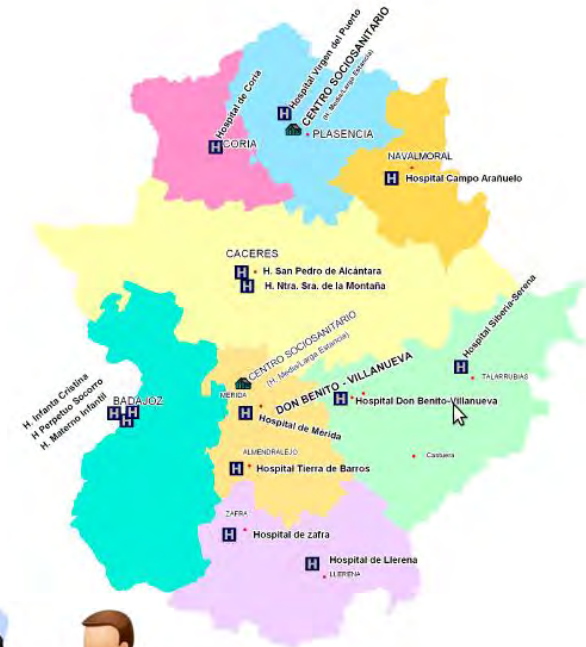 Hospital de Coria
H CORIA
Hospital Virgen del Puerto
CENTRO SOCIOSANITARIO
(H. Media/Larga Estancia)
H
PLASENCIA
NAVALMORAL
H Hospital Campo Arañuelo
CACERES
H H. San Pedro de Alcántara
H H. Ntra. Sra. de la Montaña
Hospital Siberia-Serena
H
TALARRUBIAS
CENTRO SOCIOSANITARIO
(H. Media/Larga Estancia)
H. Infanta Cristina
H Perpetuo Socorro
H. Materno Infantil
BADAJOZ
H H
H
MERIDA
DON BENITO - VILLANUEVA
H Hospital Don Benito-Villanueva
H Hospital de Mérida
ALMENDRALEJO
H Hospital Tierra de Barros
Castuera
ZAFRA
H Hospital de zafra
H Hospital de Llerena
LLERENA